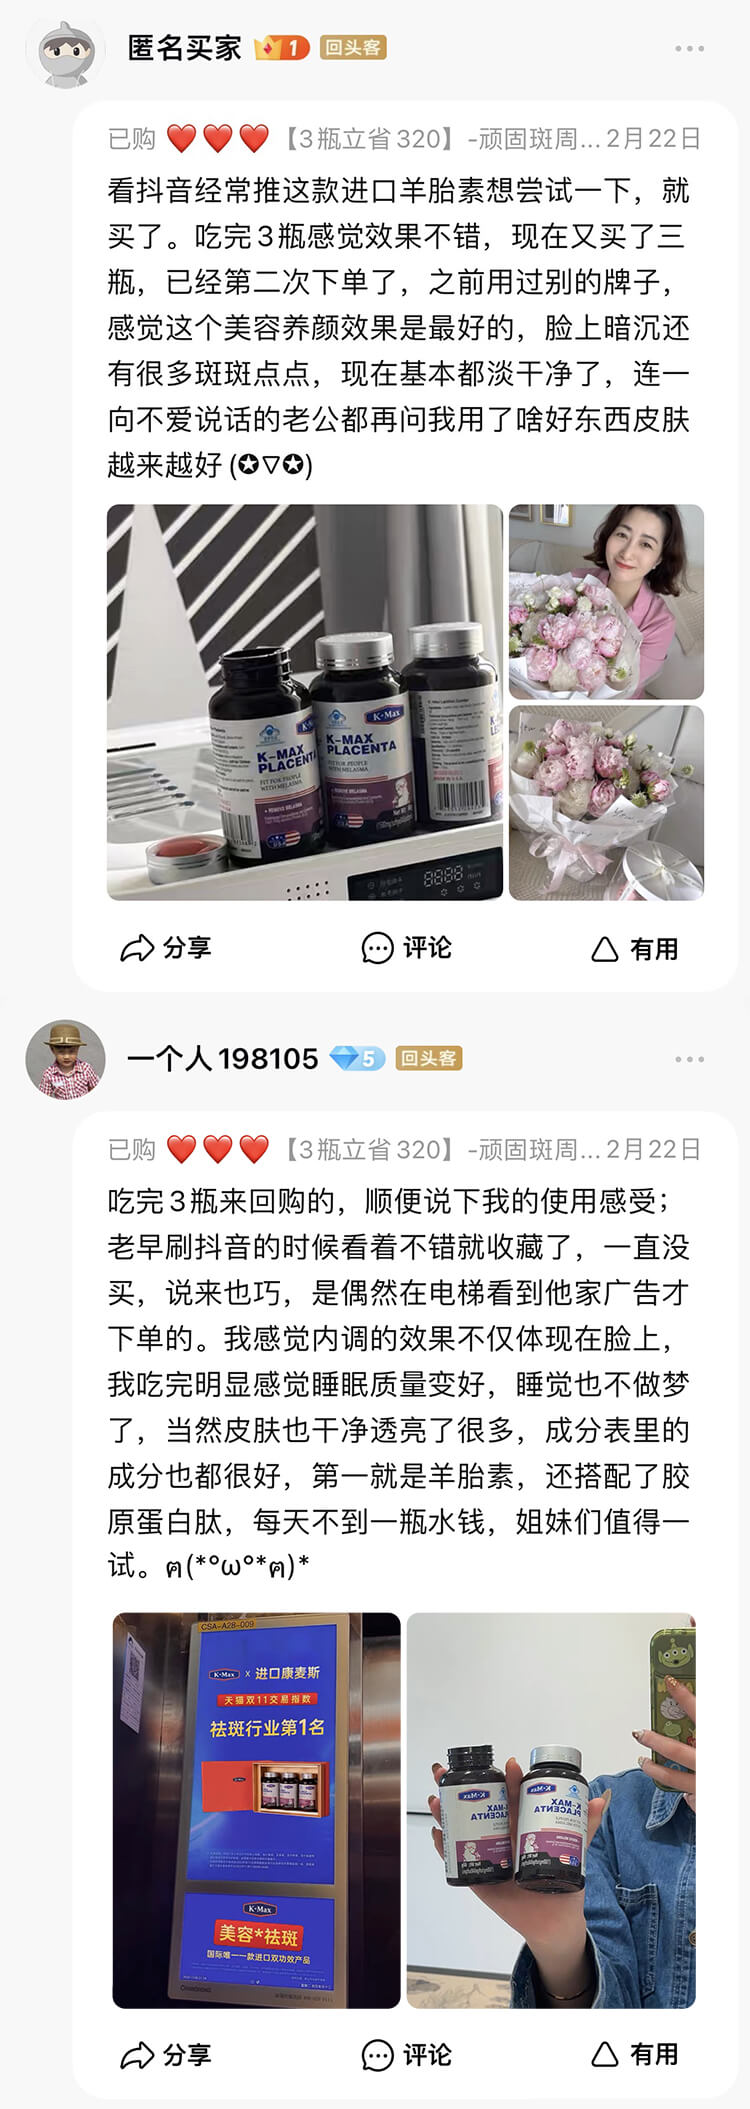 匿名买家 1 回头客
已购 ❤️❤️❤️【3瓶立省320】-顽固斑周... 2月22日
看抖音经常推这款进口羊胎素想尝试一下，就
买了。吃完3瓶感觉效果不错，现在又买了三
瓶，已经第二次下单了，之前用过别的牌子，
感觉这个美容养颜效果是最好的，脸上暗沉还
有很多斑斑点点，现在基本都淡干净了，连一
向不爱说话的老公都再问我用了啥好东西皮肤
越来越好 (✪▽✪)
K-Max
K-MAX
PLACENTA
FIT FOR PEOPLE
WITH MELASMA
K-Max
K-MAX
PLACENTA
FIT FOR PEOPLE
WITH MELASMA
分享
评论
有用
一个人198105 5 回头客
已购 ❤️❤️❤️【3瓶立省320】-顽固斑周... 2月22日
吃完3瓶来回购的，顺便说下我的使用感受；
老早刷抖音的时候看着不错就收藏了，一直没
买，说来也巧，是偶然在电梯看到他家广告才
下单的。我感觉内调的效果不仅体现在脸上，
我吃完明显感觉睡眠质量变好，睡觉也不做梦
了，当然皮肤也干净透亮了很多，成分表里的
成分也都很好，第一就是羊胎素，还搭配了胶
原蛋白肽，每天不到一瓶水钱，姐妹们值得一
试。ฅ(*°ω°*ฅ)*
CSA-A28-009
K-Max x 进口康麦斯
天猫双11交易指数
祛斑行业第1名
K-Max
美容*祛斑
国际唯一一款进口双功效产品
K-Max
K-MAX
PLACENTA
K-Max
K-MAX
PLACENTA
分享
评论
有用